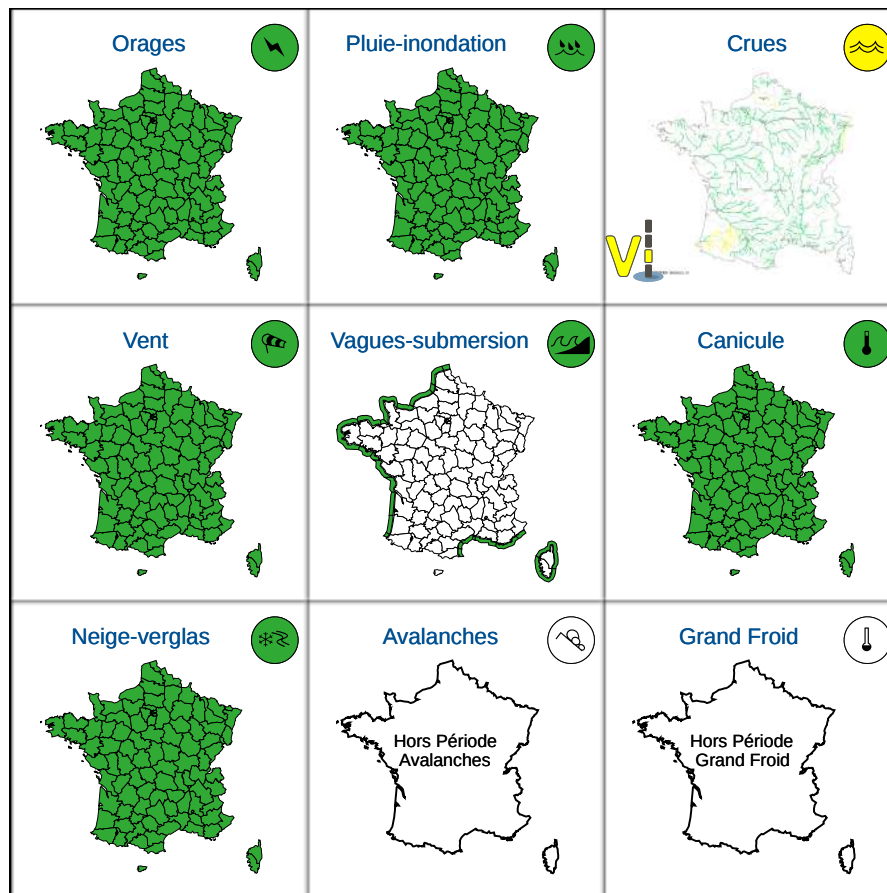 Orages
Pluie-inondation
Crues
Vi
Vent
Vagues-submersion
Canicule
Neige-verglas
Avalanches
Grand Froid
Hors Période
Avalanches
Hors Période
Grand Froid